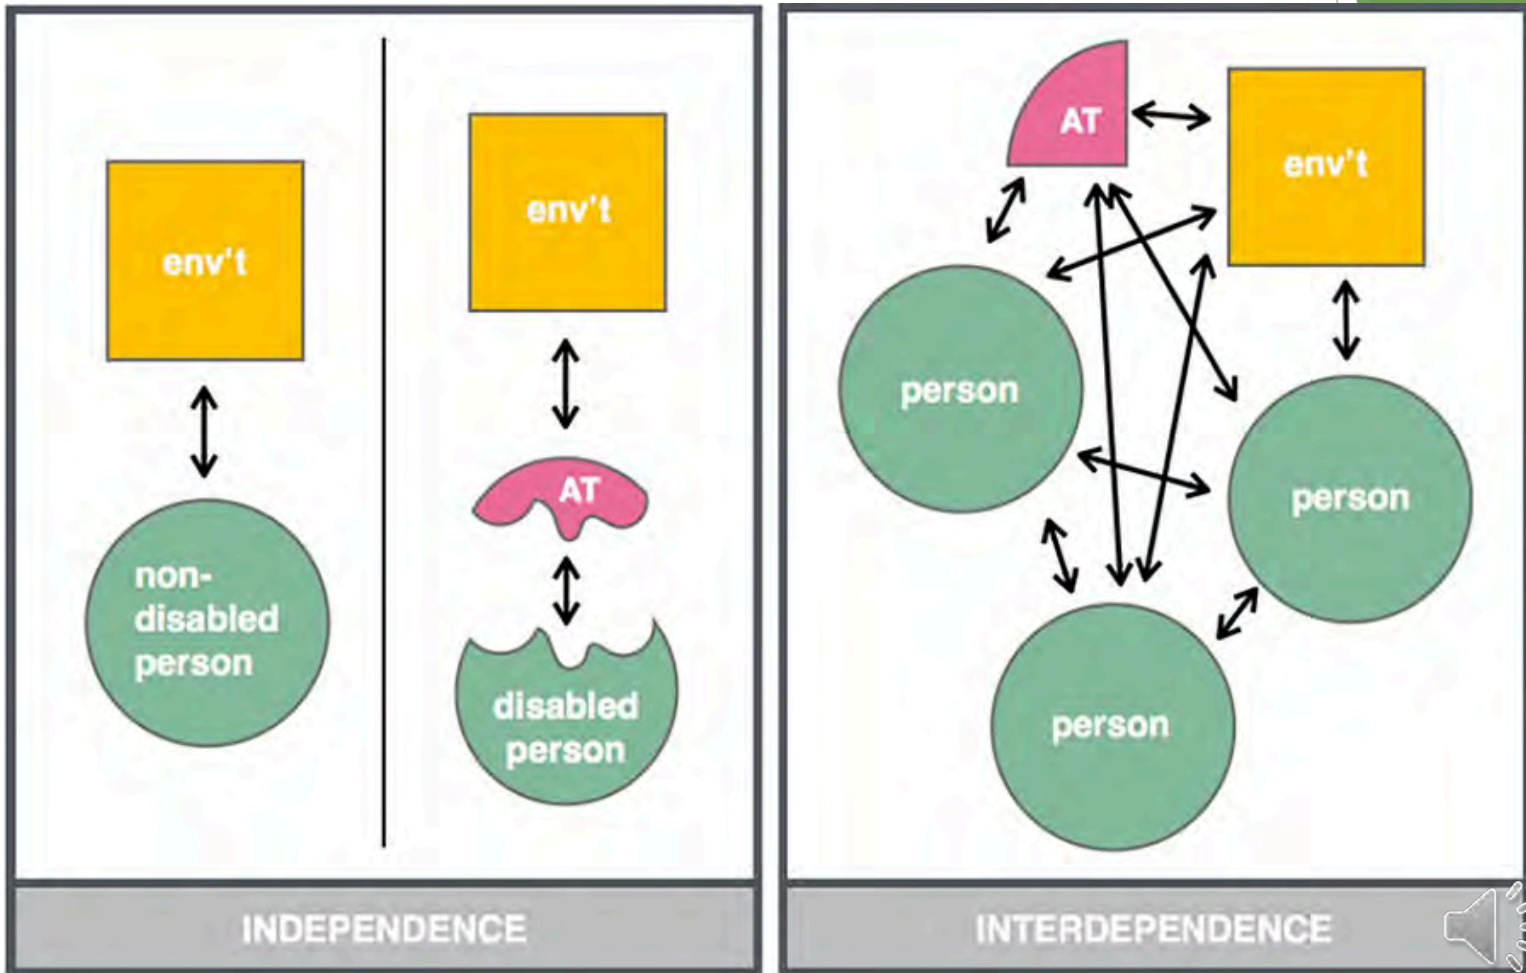 env't
non-
disabled
person
env't
AT
disabled
person
INDEPENDENCE
AT
env't
person
person
person
INTERDEPENDENCE